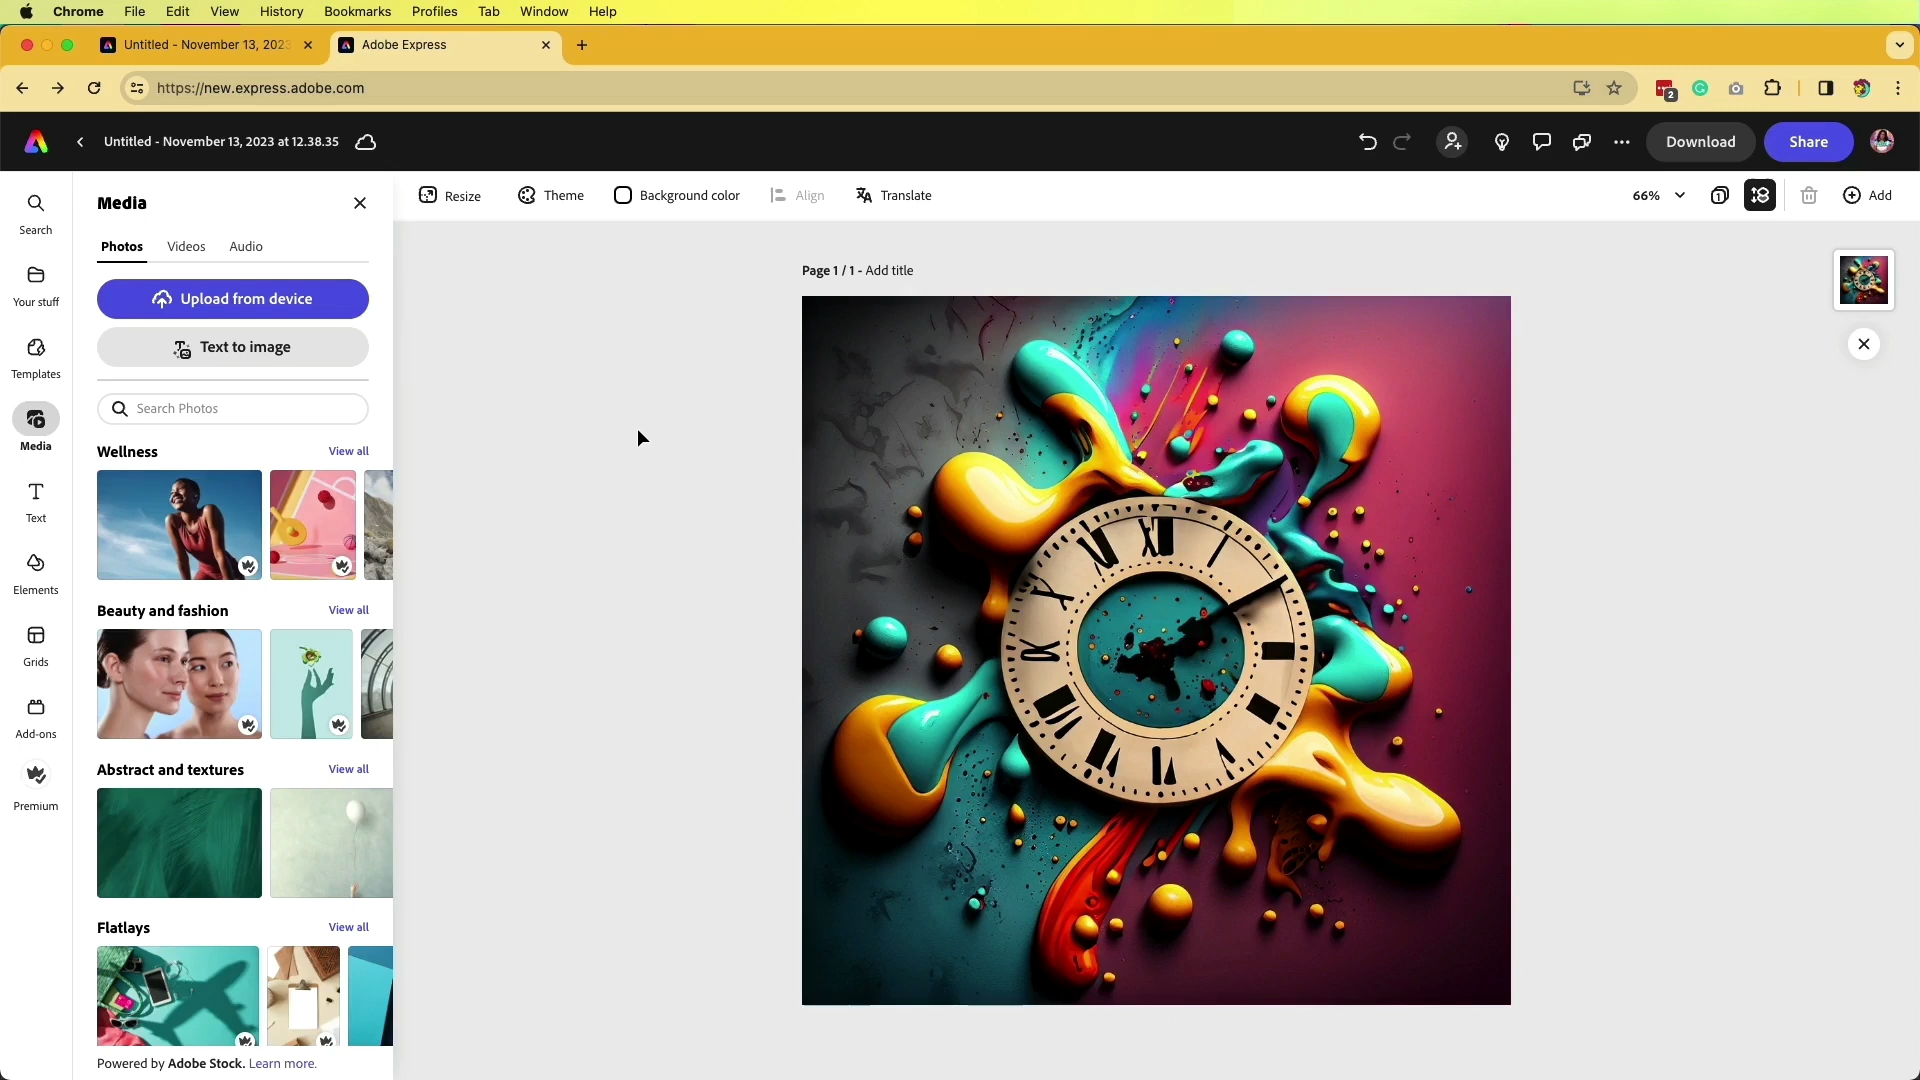 Chrome File Edit View History Bookmarks Profiles Tab Window Help
Untitled - November 13, 2023
Adobe Express
https://new.express.adobe.com
2
Untitled - November 13, 2023 at 12.38.35
Download
Share
Search
Your stuff
Templates
Media
Text
Elements
Grids
Add-ons
Premium
Media
Photos Videos Audio
Upload from device
Text to image
Search Photos
Wellness View all
Beauty and fashion View all
Abstract and textures View all
Flatlays View all
Powered by Adobe Stock. Learn more.
Resize Theme Background color Align Translate
66%
1
Add
Page 1 / 1 - Add title